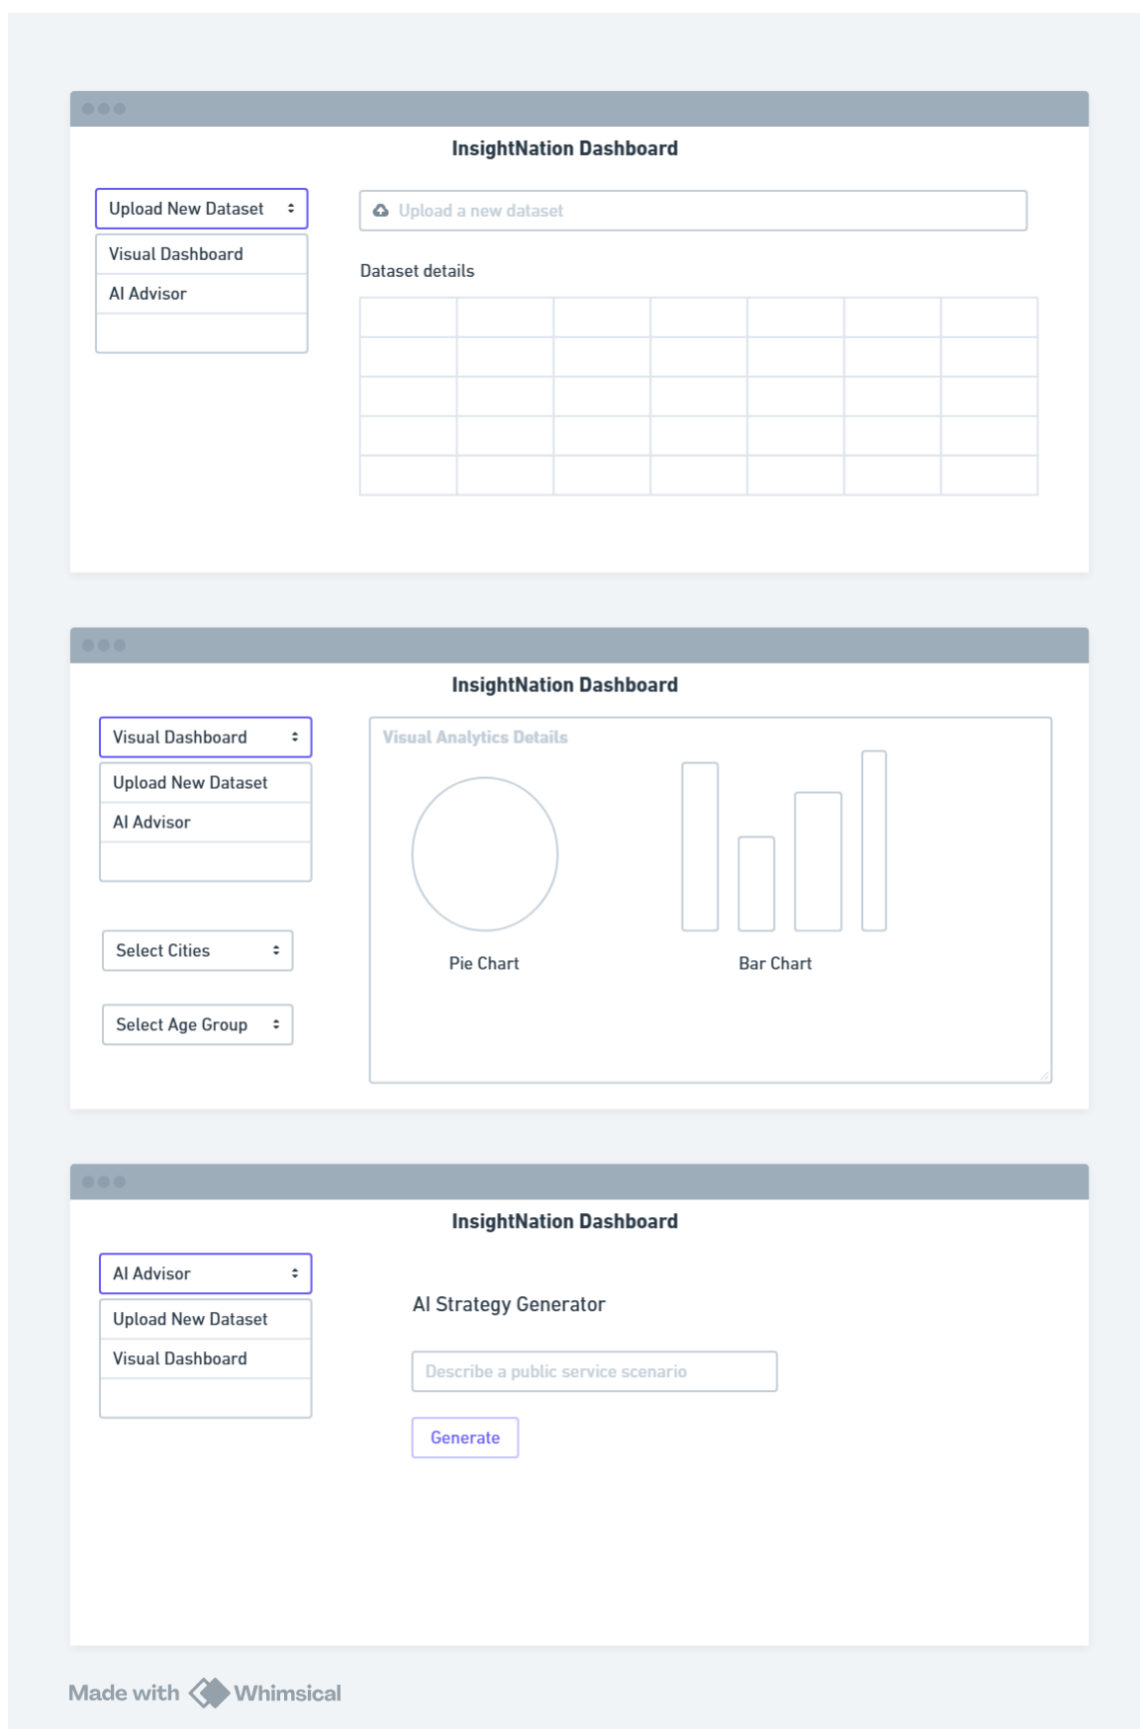 InsightNation Dashboard
Upload New Dataset
Upload a new dataset
Visual Dashboard
AI Advisor
Dataset details
InsightNation Dashboard
Visual Dashboard
Upload New Dataset
AI Advisor
Select Cities
Select Age Group
Visual Analytics Details
Pie Chart
Bar Chart
InsightNation Dashboard
AI Advisor
Upload New Dataset
Visual Dashboard
AI Strategy Generator
Describe a public service scenario
Generate
Made with Whimsical